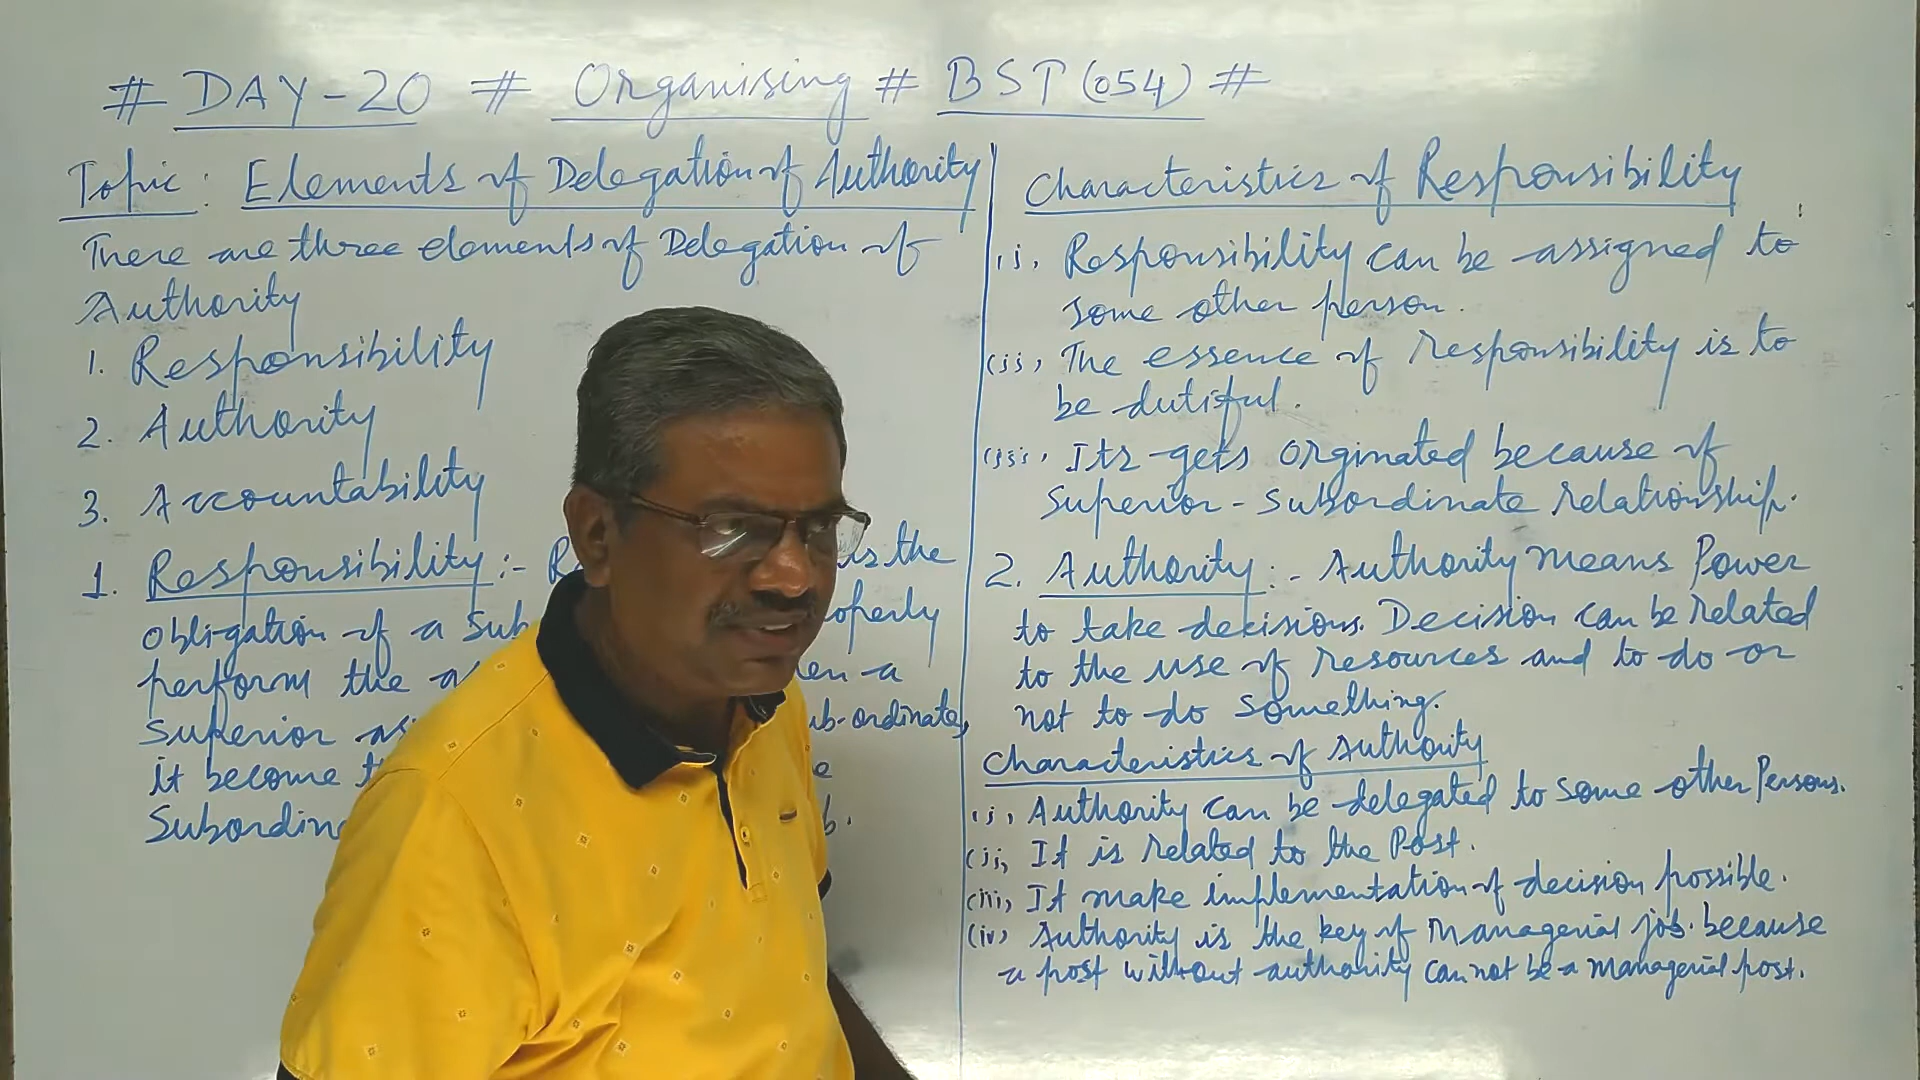 # DAY-20 # Organising # BST (054) #
Topic: Elements of Delegation of Authority
There are three elements of Delegation of
Authority
1. Responsibility
2. Authority
3. Accountability
1. Responsibility :- is the
obligation of a
perform the
Superior
it become
Characteristics of Responsibility
(i), Responsibility can be assigned to
some other person.
(ii), The essence of responsibility is to
be dutiful.
(iii), Its gets orginated because of
Superior - Subordinate relationship.
2. Authority :- Authority means Power
to take decisions. Decision can be related
to the use of resources and to do or
not to do something.
Characteristics of Authority
(i), Authority can be delegated to some other Persons.
(ii), It is related to the Post.
(iii), It make implementation of decision possible.
(iv) Authority is the key of Managerial job. because
a post without authority cannot be a managerial post.